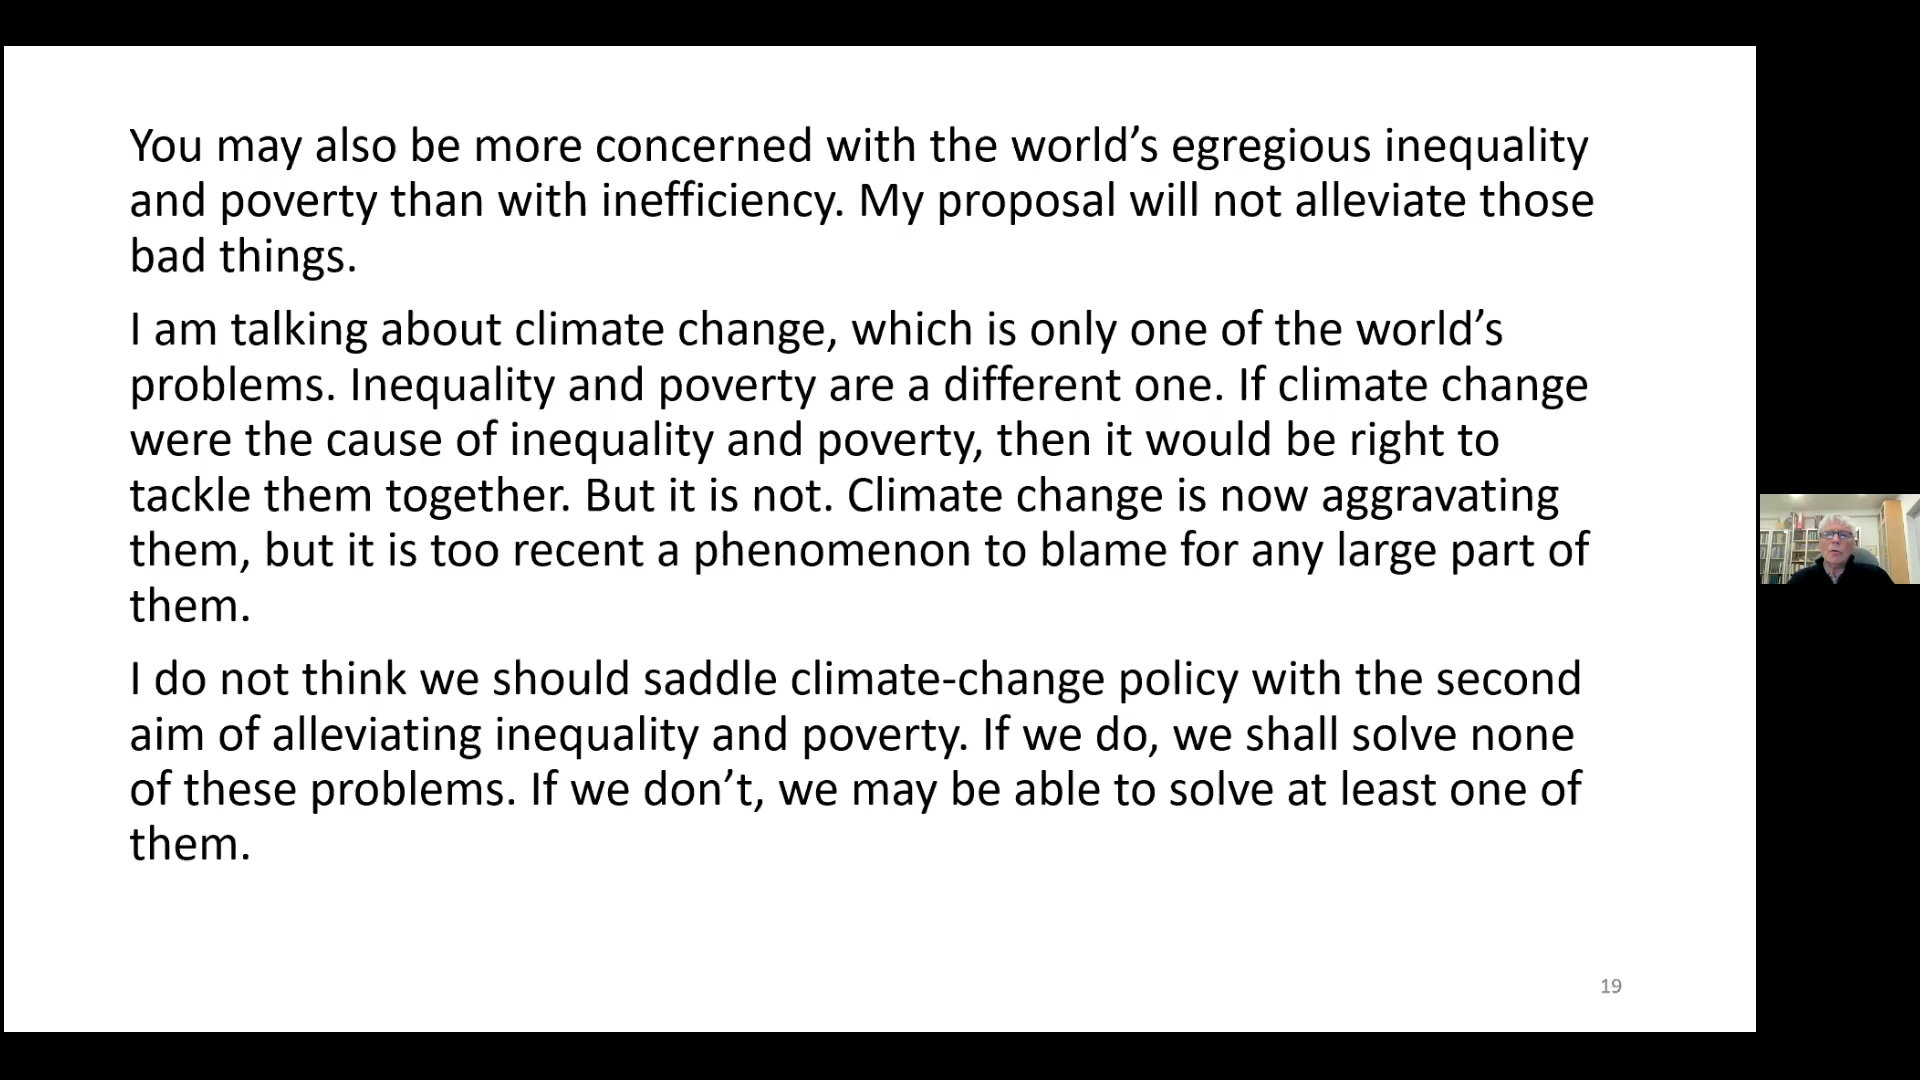 You may also be more concerned with the world’s egregious inequality
and poverty than with inefficiency. My proposal will not alleviate those
bad things.
I am talking about climate change, which is only one of the world’s
problems. Inequality and poverty are a different one. If climate change
were the cause of inequality and poverty, then it would be right to
tackle them together. But it is not. Climate change is now aggravating
them, but it is too recent a phenomenon to blame for any large part of
them.
I do not think we should saddle climate-change policy with the second
aim of alleviating inequality and poverty. If we do, we shall solve none
of these problems. If we don’t, we may be able to solve at least one of
them.
19